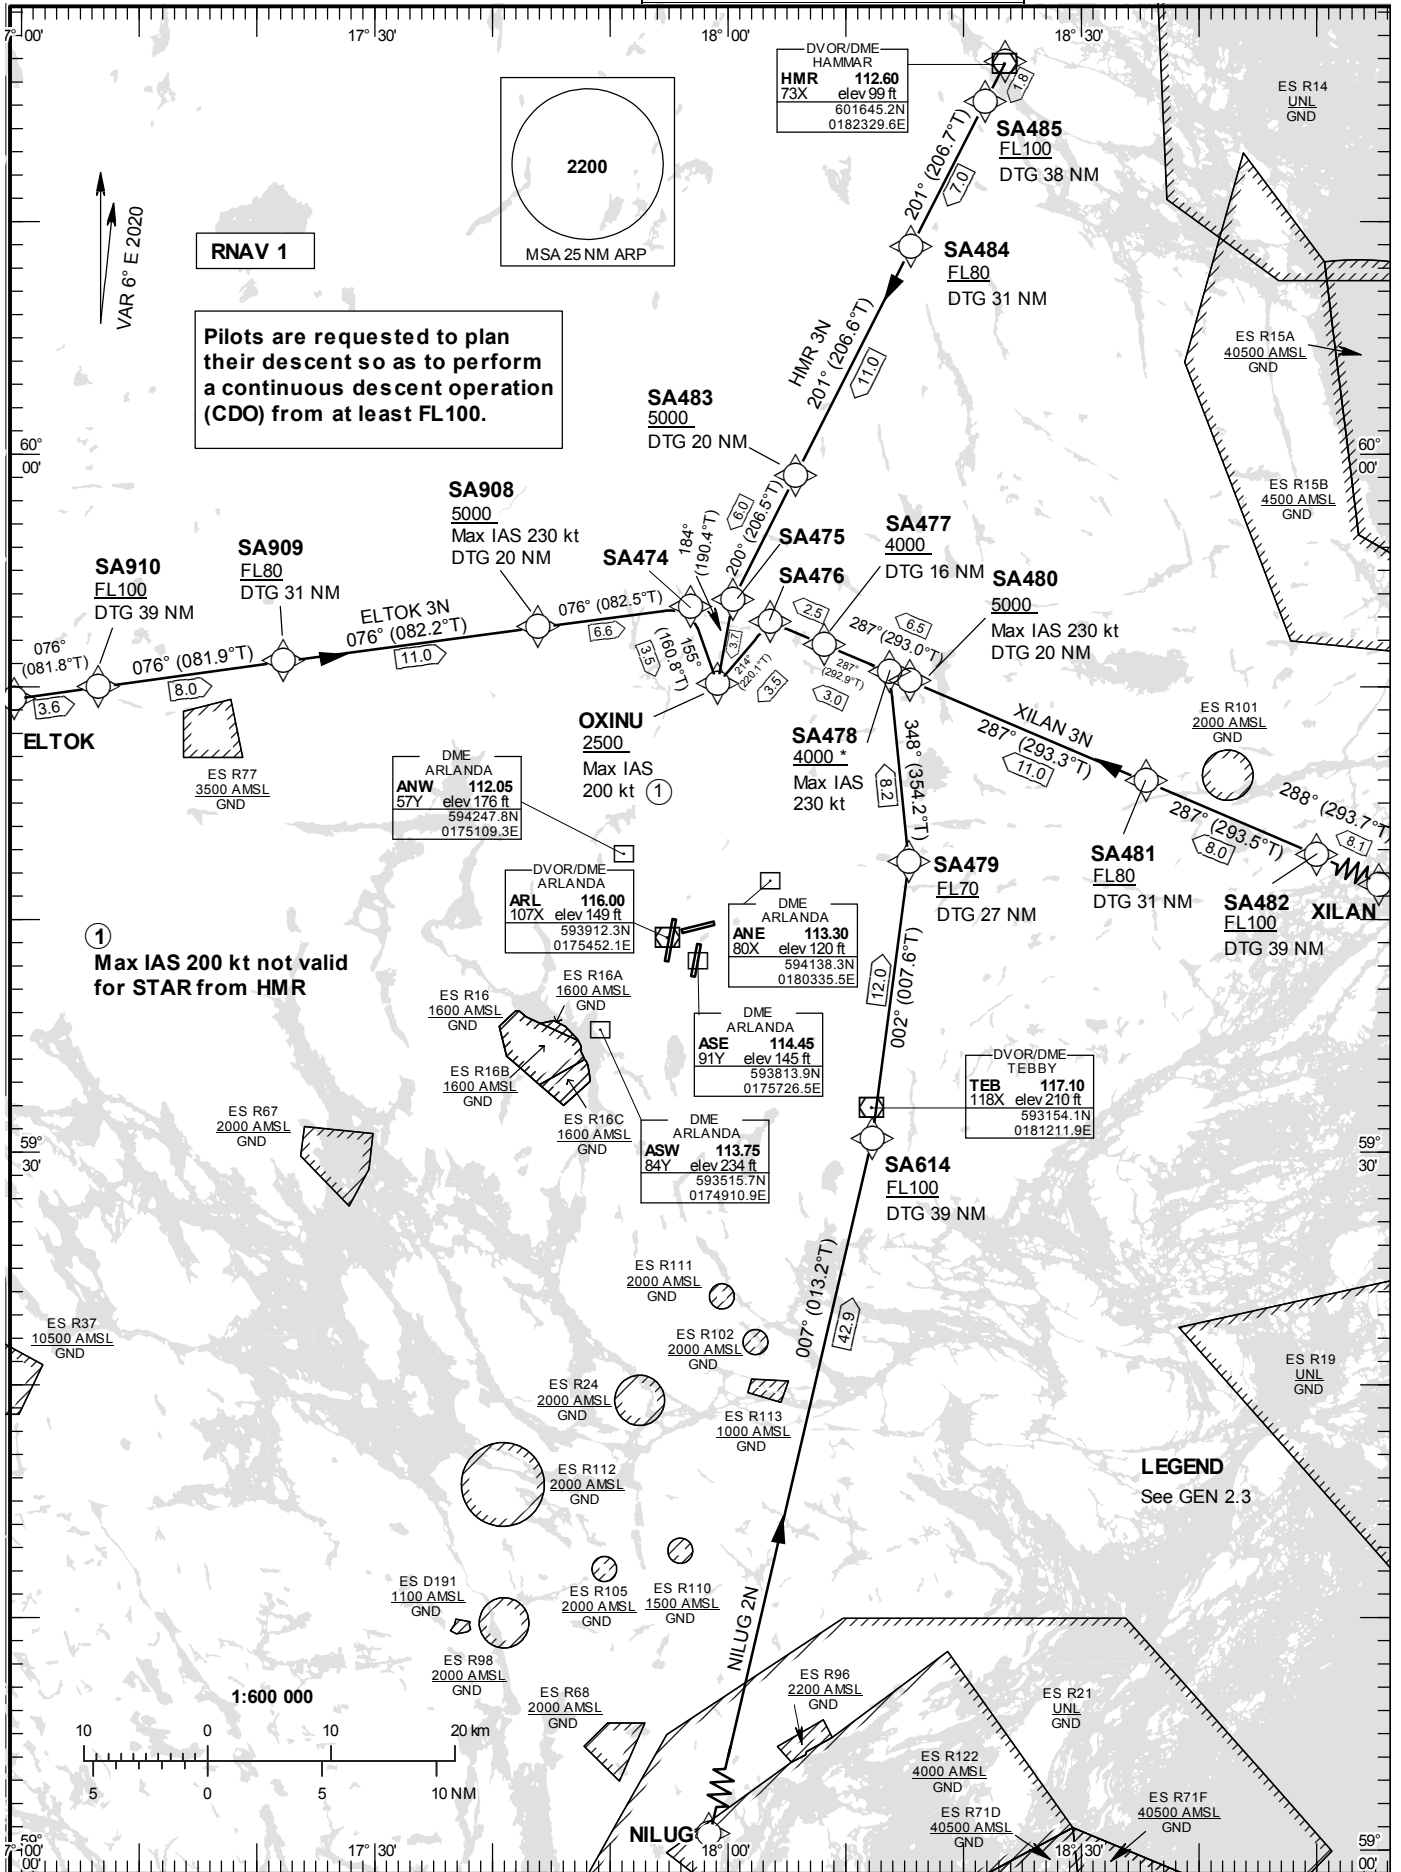 7°00'
17°30'
18°00'
18°30'
DVOR/DME
HAMMAR
HMR 112.60
73X elev 99 ft
601645.2N
0182329.6E
1.8
ES R14
UNL
GND
SA485
FL100
DTG 38 NM
2200
MSA 25 NM ARP
201° (206.7°T)
7.0
VAR 6° E 2020
RNAV 1
SA484
FL80
DTG 31 NM
Pilots are requested to plan
their descent so as to perform
a continuous descent operation
(CDO) from at least FL100.
HMR 3N
201° (206.6°T)
11.0
ES R15A
40500 AMSL
GND
SA483
5000
DTG 20 NM
60°
00'
60°
00'
ES R15B
4500 AMSL
GND
SA908
5000
Max IAS 230 kt
DTG 20 NM
6.0
200° (206.5°T)
184°
(190.4°T)
SA477
4000
DTG 16 NM
SA475
SA474
SA476
SA909
FL80
DTG 31 NM
SA910
FL100
DTG 39 NM
SA480
5000
Max IAS 230 kt
DTG 20 NM
ELTOK 3N
076° (082.2°T)
11.0
076° (082.5°T)
6.6
2.5
6.5
287° (293.0°T)
076°
(081.8°T)
076° (081.9°T)
8.0
3.6
3.5
155°
(160.8°T)
3.7
214°
(220.1°T)
3.5
287°
(292.9°T)
3.0
ELTOK
OXINU
2500
Max IAS
200 kt 1
SA478
4000 *
Max IAS
230 kt
348° (354.2°T)
8.2
XILAN 3N
287° (293.3°T)
11.0
ES R101
2000 AMSL
GND
ES R77
3500 AMSL
GND
DME
ARLANDA
ANW 112.05
57Y elev 176 ft
594247.8N
0175109.3E
288° (293.7°T)
8.1
287° (293.5°T)
8.0
SA481
FL80
DTG 31 NM
SA479
FL70
DTG 27 NM
SA482
FL100
DTG 39 NM
XILAN
DVOR/DME
ARLANDA
ARL 116.00
107X elev 149 ft
593912.3N
0175452.1E
DME
ARLANDA
ANE 113.30
80X elev 120 ft
594138.3N
0180335.5E
1
Max IAS 200 kt not valid
for STAR from HMR
ES R16A
1600 AMSL
GND
ES R16
1600 AMSL
GND
12.0
002° (007.6°T)
DME
ARLANDA
ASE 114.45
91Y elev 145 ft
593813.9N
0175726.5E
ES R16B
1600 AMSL
GND
DVOR/DME
TEBBY
TEB 117.10
118X elev 210 ft
593154.1N
0181211.9E
ES R67
2000 AMSL
GND
ES R16C
1600 AMSL
GND
DME
ARLANDA
ASW 113.75
84Y elev 234 ft
593515.7N
0174910.9E
59°
30'
59°
30'
SA614
FL100
DTG 39 NM
007° (013.2°T)
42.9
ES R111
2000 AMSL
GND
ES R37
10500 AMSL
GND
ES R102
2000 AMSL
GND
ES R19
UNL
GND
ES R24
2000 AMSL
GND
ES R113
1000 AMSL
GND
LEGEND
See GEN 2.3
ES R112
2000 AMSL
GND
ES D191
1100 AMSL
GND
ES R105
2000 AMSL
GND
ES R110
1500 AMSL
GND
NILUG 2N
ES R98
2000 AMSL
GND
ES R96
2200 AMSL
GND
ES R21
UNL
GND
ES R68
2000 AMSL
GND
1:600 000
10 0 10 20 km
5 0 5 10 NM
ES R122
4000 AMSL
GND
ES R71D
40500 AMSL
GND
ES R71F
40500 AMSL
GND
NILUG
59°
00'
7°00'
17°30'
18°00'
18°30'
59°
00'